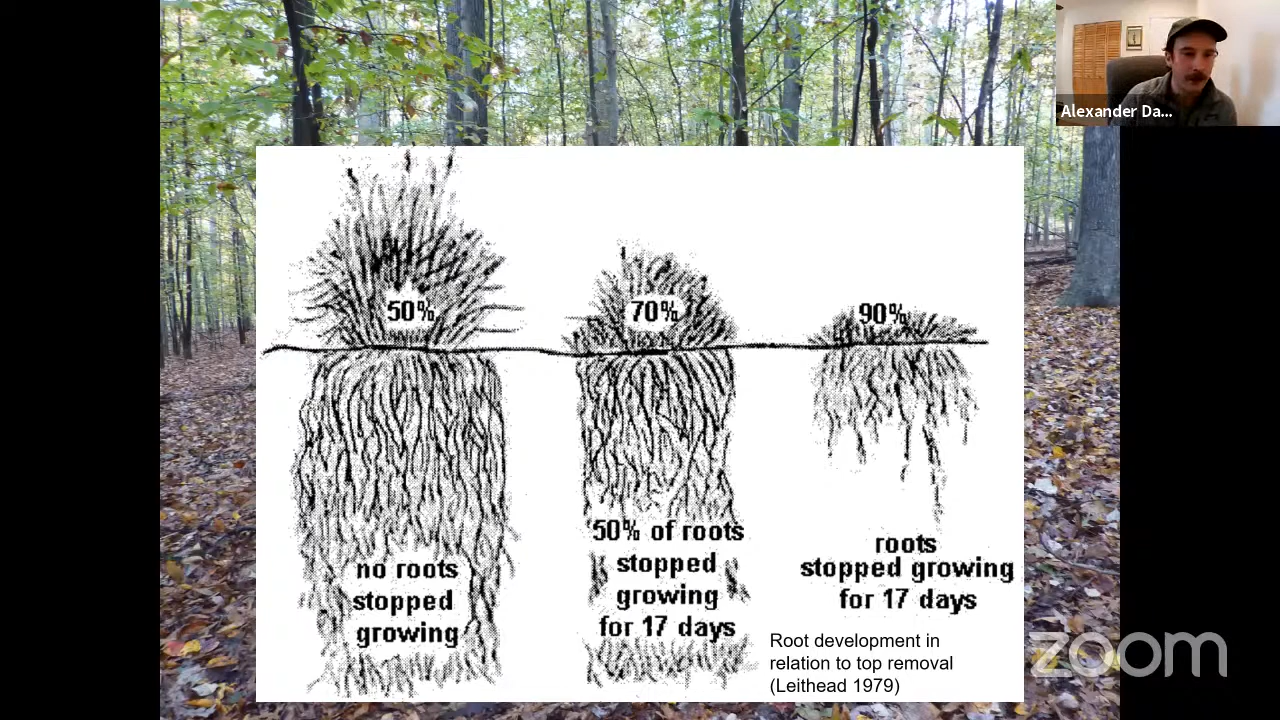 Alexander Da...
50%
70%
90%
no roots
stopped
growing
50% of roots
stopped
growing
for 17 days
roots
stopped growing
for 17 days
Root development in
relation to top removal
(Leithead 1979)
zoom